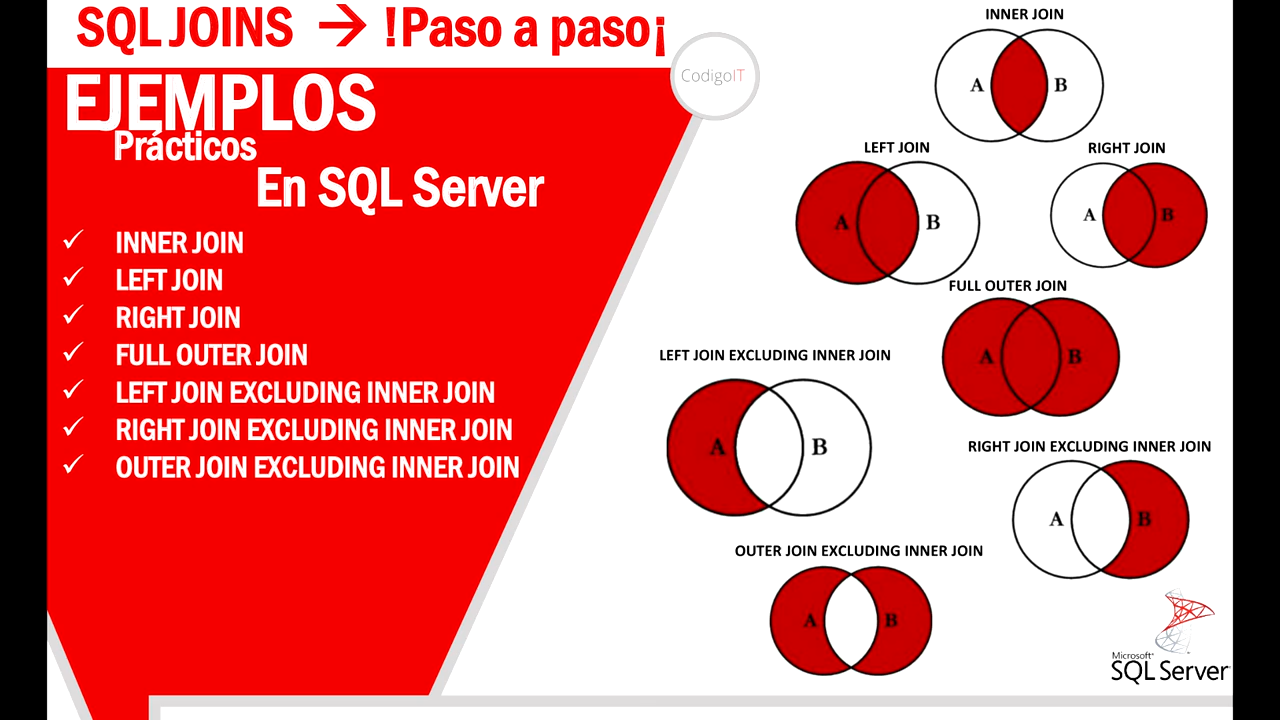 SQL JOINS → !Paso a paso¡
CodigoIT
EJEMPLOS
Prácticos
En SQL Server
✓ INNER JOIN
✓ LEFT JOIN
✓ RIGHT JOIN
✓ FULL OUTER JOIN
✓ LEFT JOIN EXCLUDING INNER JOIN
✓ RIGHT JOIN EXCLUDING INNER JOIN
✓ OUTER JOIN EXCLUDING INNER JOIN
INNER JOIN
A B
LEFT JOIN
A B
RIGHT JOIN
A B
FULL OUTER JOIN
A B
LEFT JOIN EXCLUDING INNER JOIN
A B
RIGHT JOIN EXCLUDING INNER JOIN
A B
OUTER JOIN EXCLUDING INNER JOIN
A B
Microsoft®
SQL Server